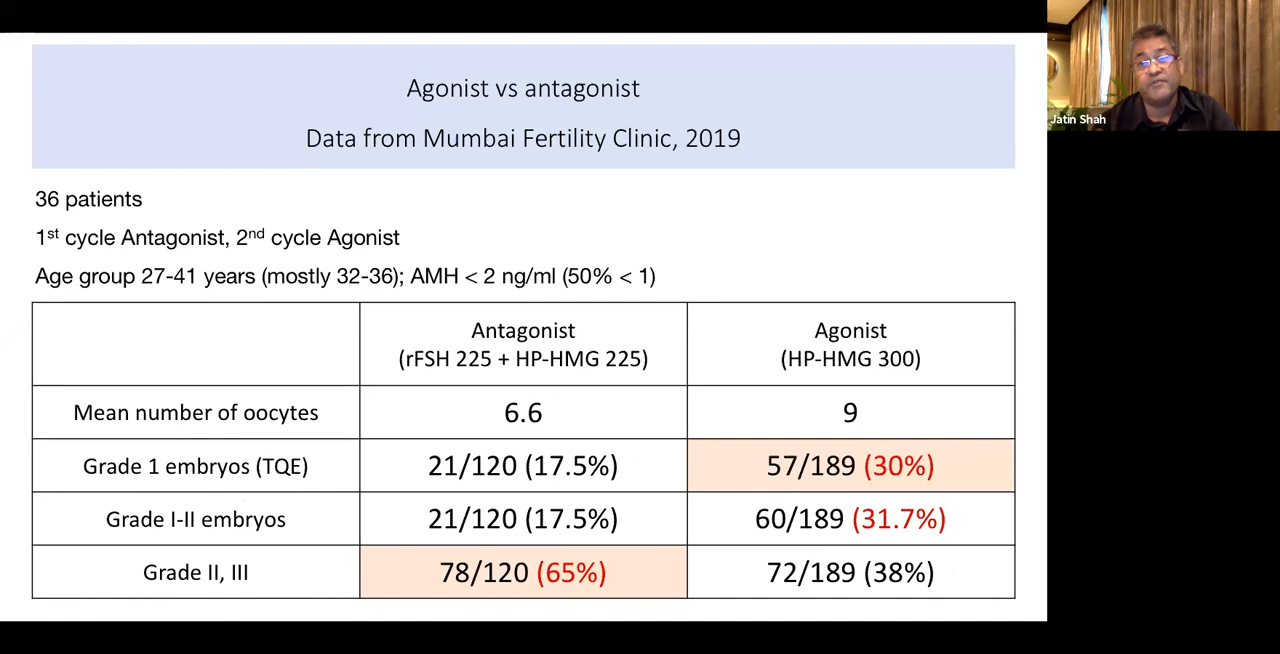 Agonist vs antagonist
Data from Mumbai Fertility Clinic, 2019
Jatin Shah
36 patients
1st cycle Antagonist, 2nd cycle Agonist
Age group 27-41 years (mostly 32-36); AMH < 2 ng/ml (50% < 1)
Antagonist
(rFSH 225 + HP-HMG 225)
Agonist
(HP-HMG 300)
Mean number of oocytes
6.6
9
Grade 1 embryos (TQE)
21/120 (17.5%)
57/189 (30%)
Grade I-II embryos
21/120 (17.5%)
60/189 (31.7%)
Grade II, III
78/120 (65%)
72/189 (38%)